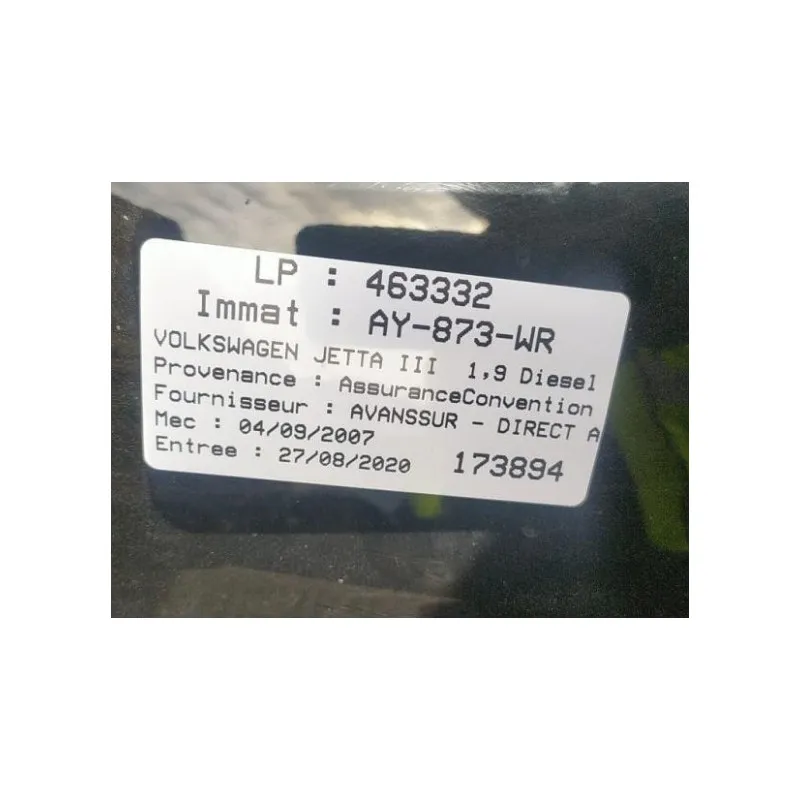 LP : 463332
Immat : AY-873-WR
VOLKSWAGEN JETTA III 1,9 Diesel
Provenance : AssuranceConvention
Fournisseur : AVANSSUR - DIRECT A
Mec : 04/09/2007
Entree : 27/08/2020 173894